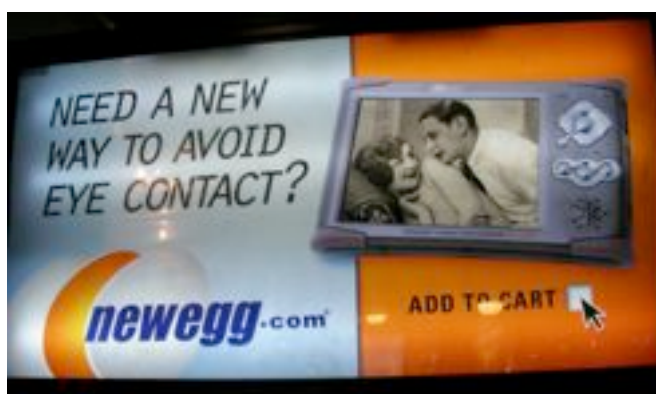 NEED A NEW
WAY TO AVOID
EYE CONTACT?
newegg.com
ADD TO CART